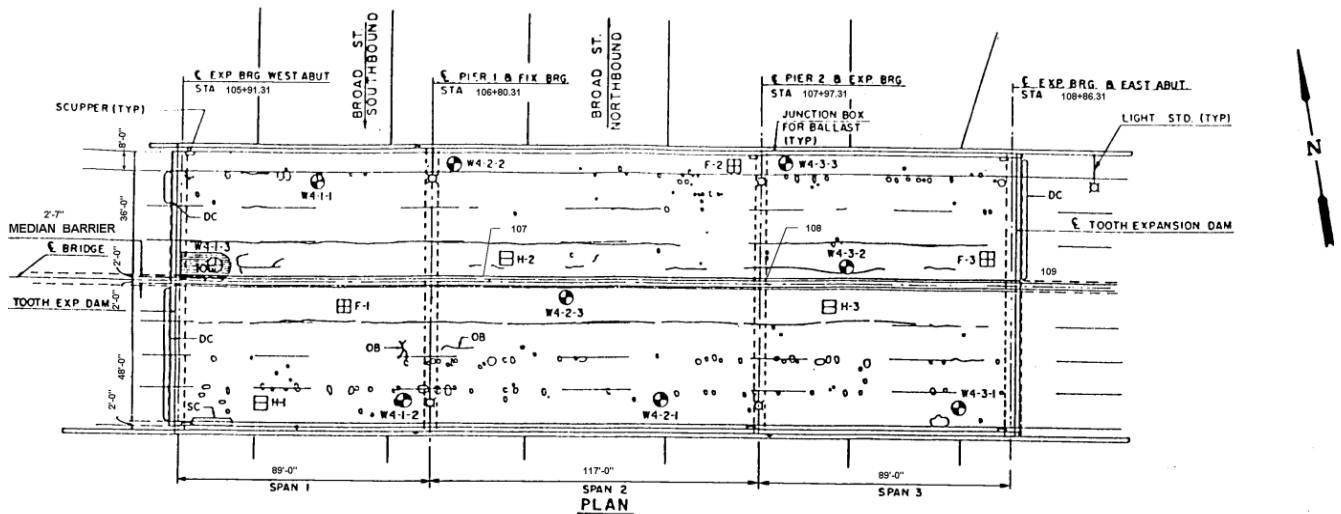 BROAD ST.
SOUTHBOUND
BROAD ST.
NORTHBOUND
℄ EXP BRG WEST ABUT
STA 105+91.31
℄ PIER 1 & FIX BRG.
STA 106+80.31
℄ PIER 2 & EXP BRG.
STA 107+97.31
℄ EXP BRG. & EAST ABUT.
STA 108+86.31
SCUPPER (TYP)
JUNCTION BOX
FOR BALLAST
(TYP)
LIGHT STD. (TYP)
N
8'-0"
W4-2-2
F-2
W4-3-3
W4-1-1
DC
DC
36'-0"
2'-7"
MEDIAN BARRIER
℄ BRIDGE
W4-1-3
107
108
℄ TOOTH EXPANSION DAM
H-2
W4-3-2
F-3
2'-0"
109
TOOTH EXP DAM
2'-0"
F-1
W4-2-3
H-3
DC
OB
OB
48'-0"
H-1
W4-1-2
W4-2-1
W4-3-1
SC
2'-0"
89'-0"
117'-0"
89'-0"
SPAN 1
SPAN 2
SPAN 3
PLAN